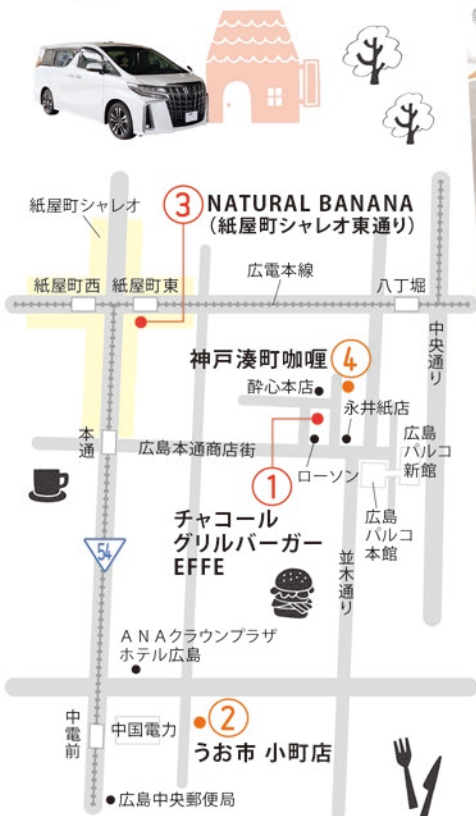 紙屋町シャレオ
③ NATURAL BANANA
（紙屋町シャレオ東通り）
広電本線
紙屋町西
紙屋町東
八丁堀
中央通り
神戸湊町咖喱 ④
酔心本店
永井紙店
本通
広島本通商店街
ローソン
広島
パルコ
新館
①
広島
パルコ
本館
チャコール
グリルバーガー
EFFE
並木通り
54
ＡＮＡクラウンプラザ
ホテル広島
②
中電前
中国電力
うお市 小町店
広島中央郵便局